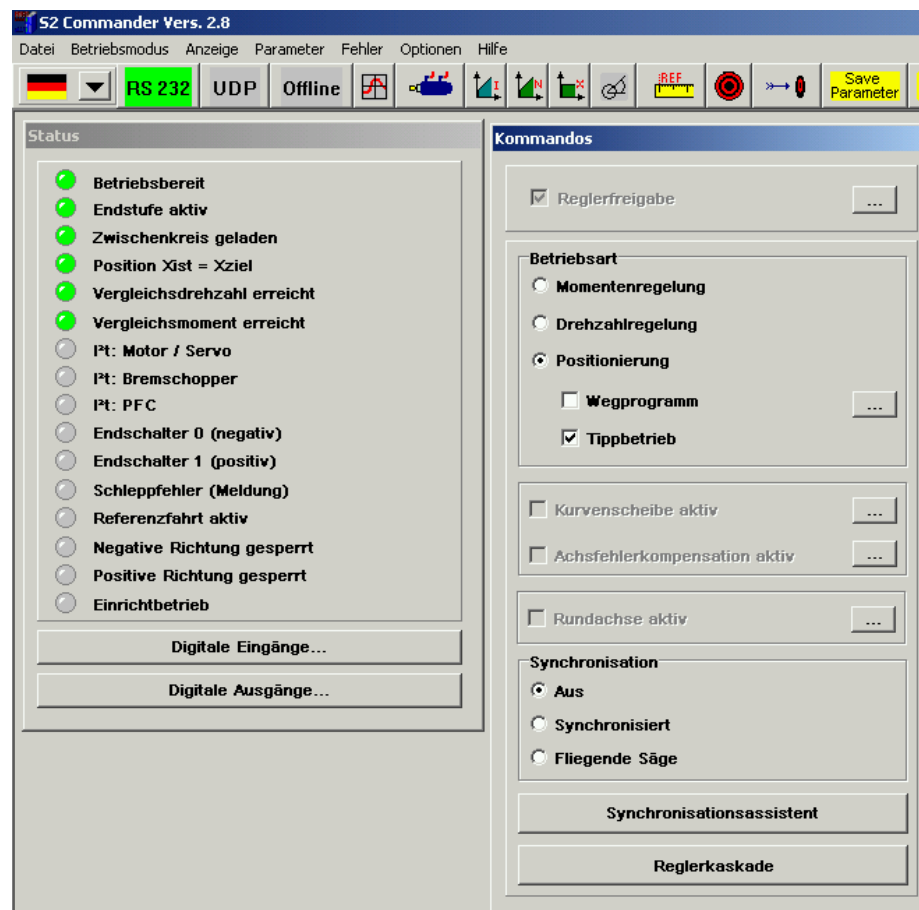 S2 Commander Vers. 2.8
Datei Betriebsmodus Anzeige Parameter Fehler Optionen Hilfe
RS 232 UDP Offline I N X REF Save Parameter
Status
Betriebsbereit
Endstufe aktiv
Zwischenkreis geladen
Position Xist = Xziel
Vergleichsdrehzahl erreicht
Vergleichsmoment erreicht
I²t: Motor / Servo
I²t: Bremschopper
I²t: PFC
Endschalter 0 (negativ)
Endschalter 1 (positiv)
Schleppfehler (Meldung)
Referenzfahrt aktiv
Negative Richtung gesperrt
Positive Richtung gesperrt
Einrichtbetrieb
Digitale Eingänge...
Digitale Ausgänge...
Kommandos
Reglerfreigabe ...
Betriebsart
Momentenregelung
Drehzahlregelung
Positionierung
Wegprogramm ...
Tippbetrieb
Kurvenscheibe aktiv ...
Achsfehlerkompensation aktiv ...
Rundachse aktiv ...
Synchronisation
Aus
Synchronisiert
Fliegende Säge
Synchronisationsassistent
Reglerkaskade